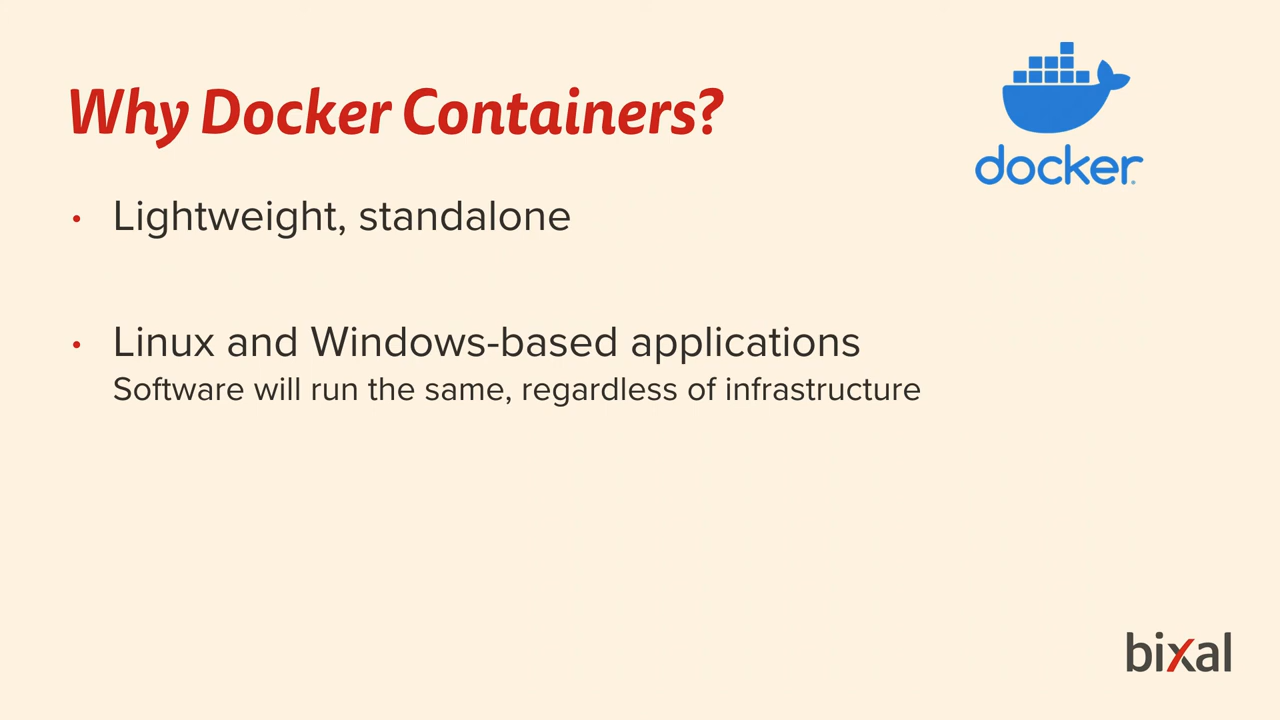 Why Docker Containers?
docker
• Lightweight, standalone
• Linux and Windows-based applications
Software will run the same, regardless of infrastructure
bixal